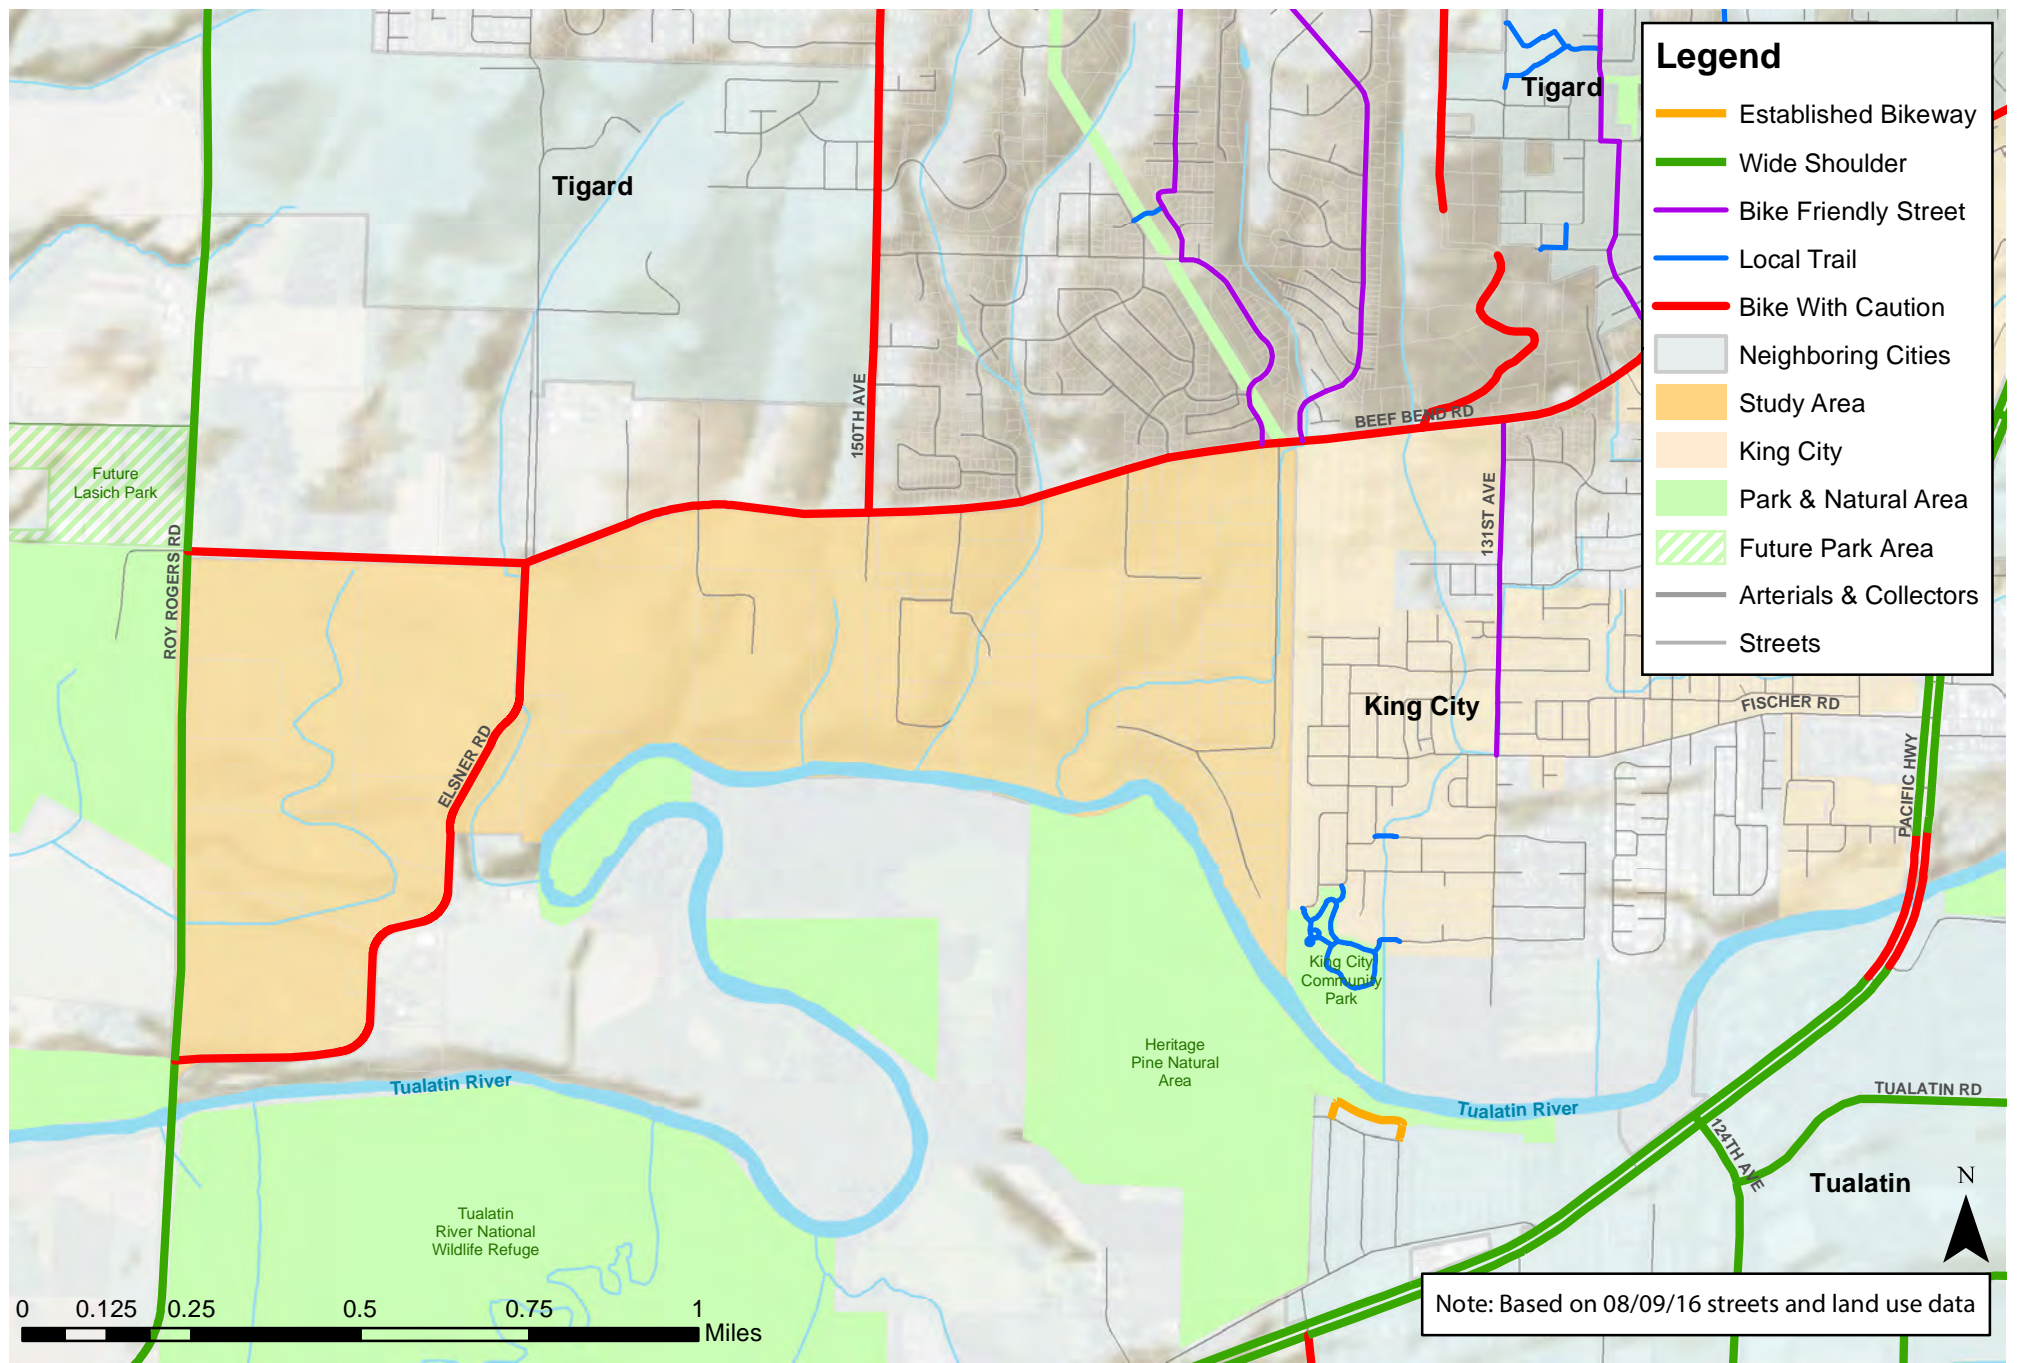 Legend
Established Bikeway
Wide Shoulder
Bike Friendly Street
Local Trail
Bike With Caution
Neighboring Cities
Study Area
King City
Park & Natural Area
Future Park Area
Arterials & Collectors
Streets
Tigard
Tigard
150TH AVE
BEEF BEND RD
131ST AVE
Future
Lasich Park
ROY ROGERS RD
ELSNER RD
King City
FISCHER RD
PACIFIC HWY
King City
Community
Park
Heritage
Pine Natural
Area
Tualatin River
Tualatin River
TUALATIN RD
124TH AVE
Tualatin
N
Tualatin
River National
Wildlife Refuge
0 0.125 0.25 0.5 0.75 1
Miles
Note: Based on 08/09/16 streets and land use data